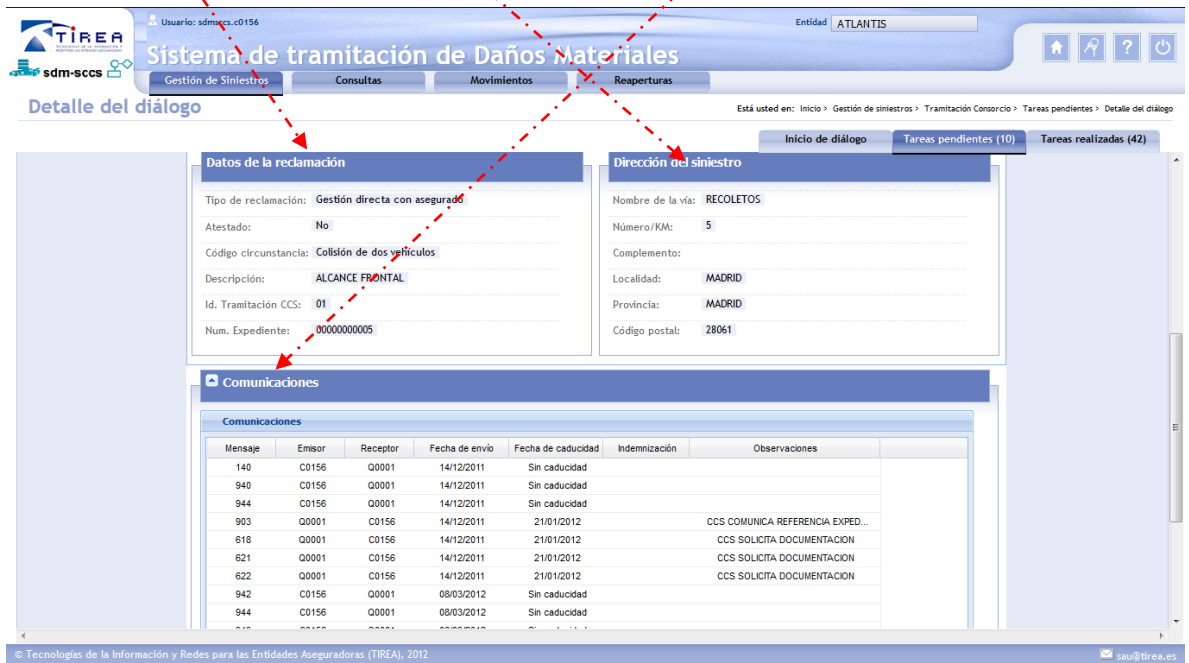 Usuario: sdmsccs.c0156
Entidad ATLANTIS
TIREA
sdm-sccs
Sistema de tramitación de Daños Materiales
Gestión de Siniestros Consultas Movimientos Reaperturas
Detalle del diálogo
Está usted en: Inicio > Gestión de siniestros > Tramitación Consorcio > Tareas pendientes > Detalle del diálogo
Inicio de diálogo Tareas pendientes (10) Tareas realizadas (42)
Datos de la reclamación
Tipo de reclamación: Gestión directa con asegurado
Atestado: No
Código circunstancia: Colisión de dos vehículos
Descripción: ALCANCE FRONTAL
Id. Tramitación CCS: 01
Num. Expediente: 00000000005
Dirección del siniestro
Nombre de la vía: RECOLETOS
Número/KM: 5
Complemento:
Localidad: MADRID
Provincia: MADRID
Código postal: 28061
Comunicaciones
Comunicaciones
Mensaje Emisor Receptor Fecha de envío Fecha de caducidad Indemnización Observaciones
140 C0156 Q0001 14/12/2011 Sin caducidad
940 C0156 Q0001 14/12/2011 Sin caducidad
944 C0156 Q0001 14/12/2011 Sin caducidad
903 Q0001 C0156 14/12/2011 21/01/2012 CCS COMUNICA REFERENCIA EXPED...
618 Q0001 C0156 14/12/2011 21/01/2012 CCS SOLICITA DOCUMENTACION
621 Q0001 C0156 14/12/2011 21/01/2012 CCS SOLICITA DOCUMENTACION
622 Q0001 C0156 14/12/2011 21/01/2012 CCS SOLICITA DOCUMENTACION
942 C0156 Q0001 08/03/2012 Sin caducidad
944 C0156 Q0001 08/03/2012 Sin caducidad
© Tecnologías de la Información y Redes para las Entidades Aseguradoras (TIREA), 2012
sau@tirea.es